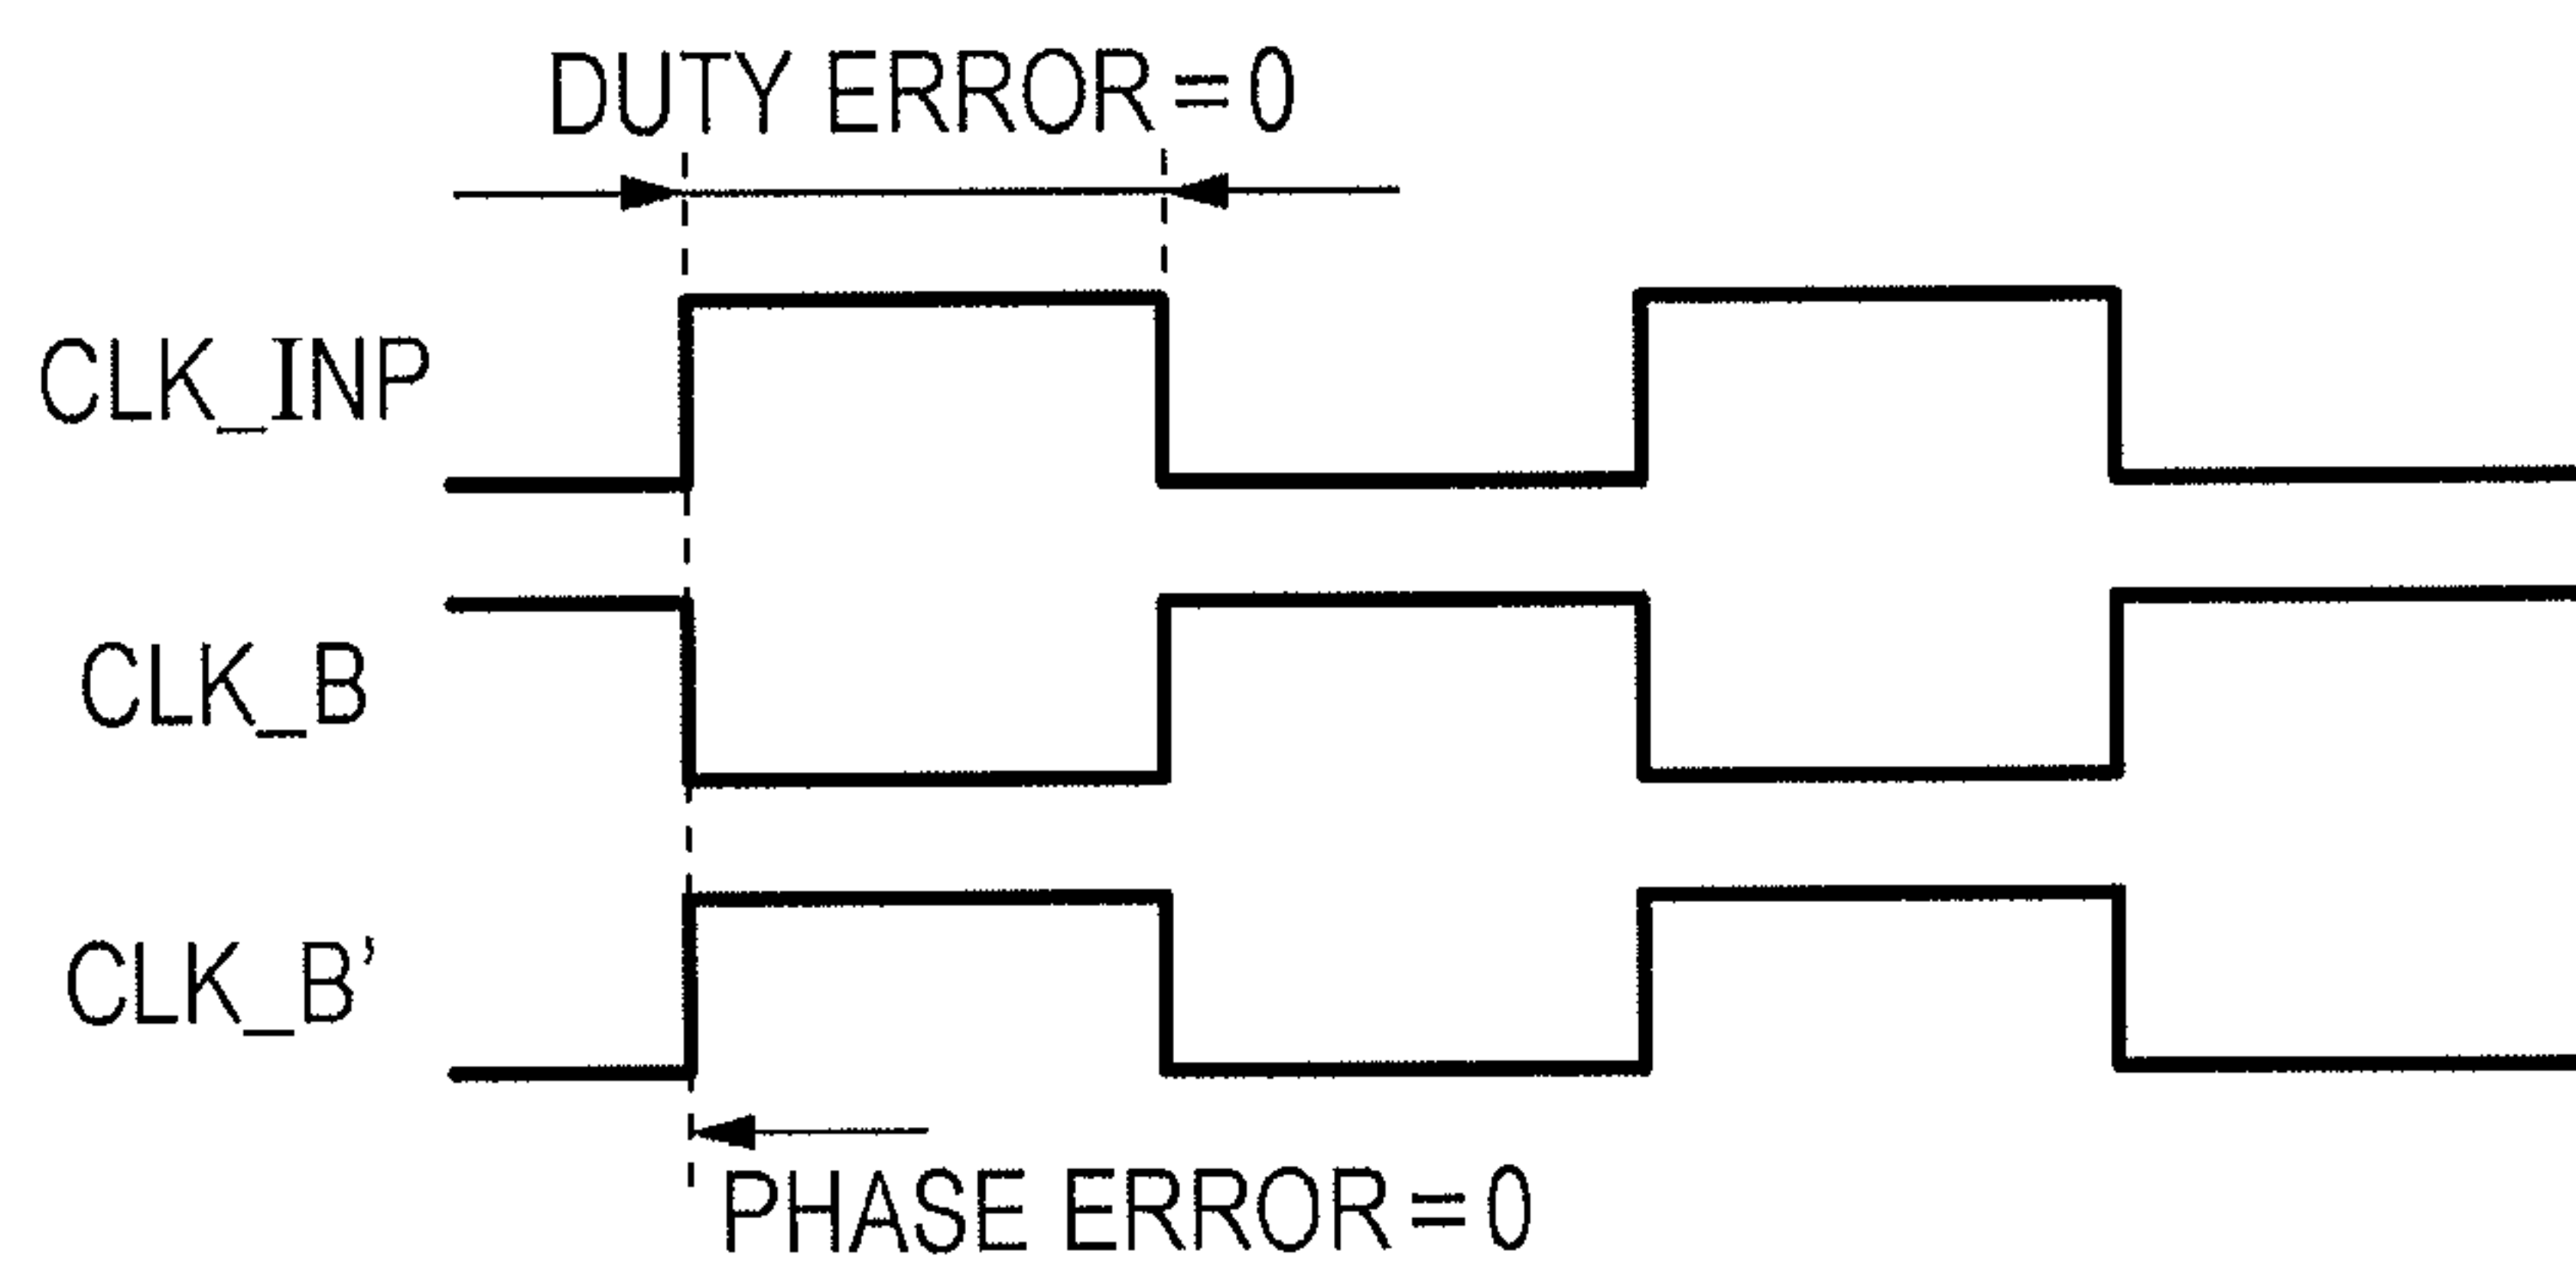 DUTY ERROR = 0
CLK_INP
CLK_B
CLK_B’
PHASE ERROR = 0